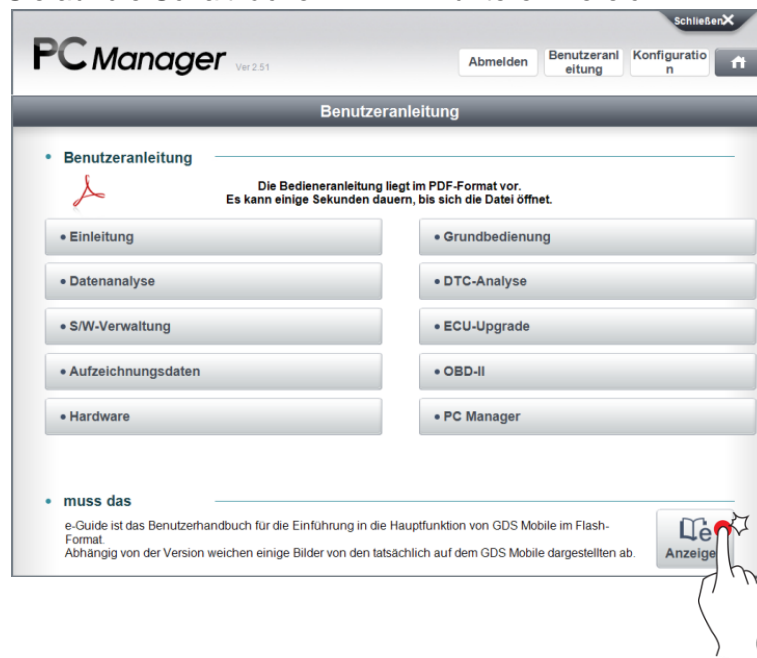 Schließen X
PC Manager Ver 2.51
Abmelden
Benutzeranl
eitung
Konfiguratio
n
Benutzeranleitung
• Benutzeranleitung
Die Bedieneranleitung liegt im PDF-Format vor.
Es kann einige Sekunden dauern, bis sich die Datei öffnet.
• Einleitung
• Grundbedienung
• Datenanalyse
• DTC-Analyse
• S/W-Verwaltung
• ECU-Upgrade
• Aufzeichnungsdaten
• OBD-II
• Hardware
• PC Manager
• muss das
e-Guide ist das Benutzerhandbuch für die Einführung in die Hauptfunktion von GDS Mobile im Flash-
Format.
Abhängig von der Version weichen einige Bilder von den tatsächlich auf dem GDS Mobile dargestellten ab.
e
Anzeige